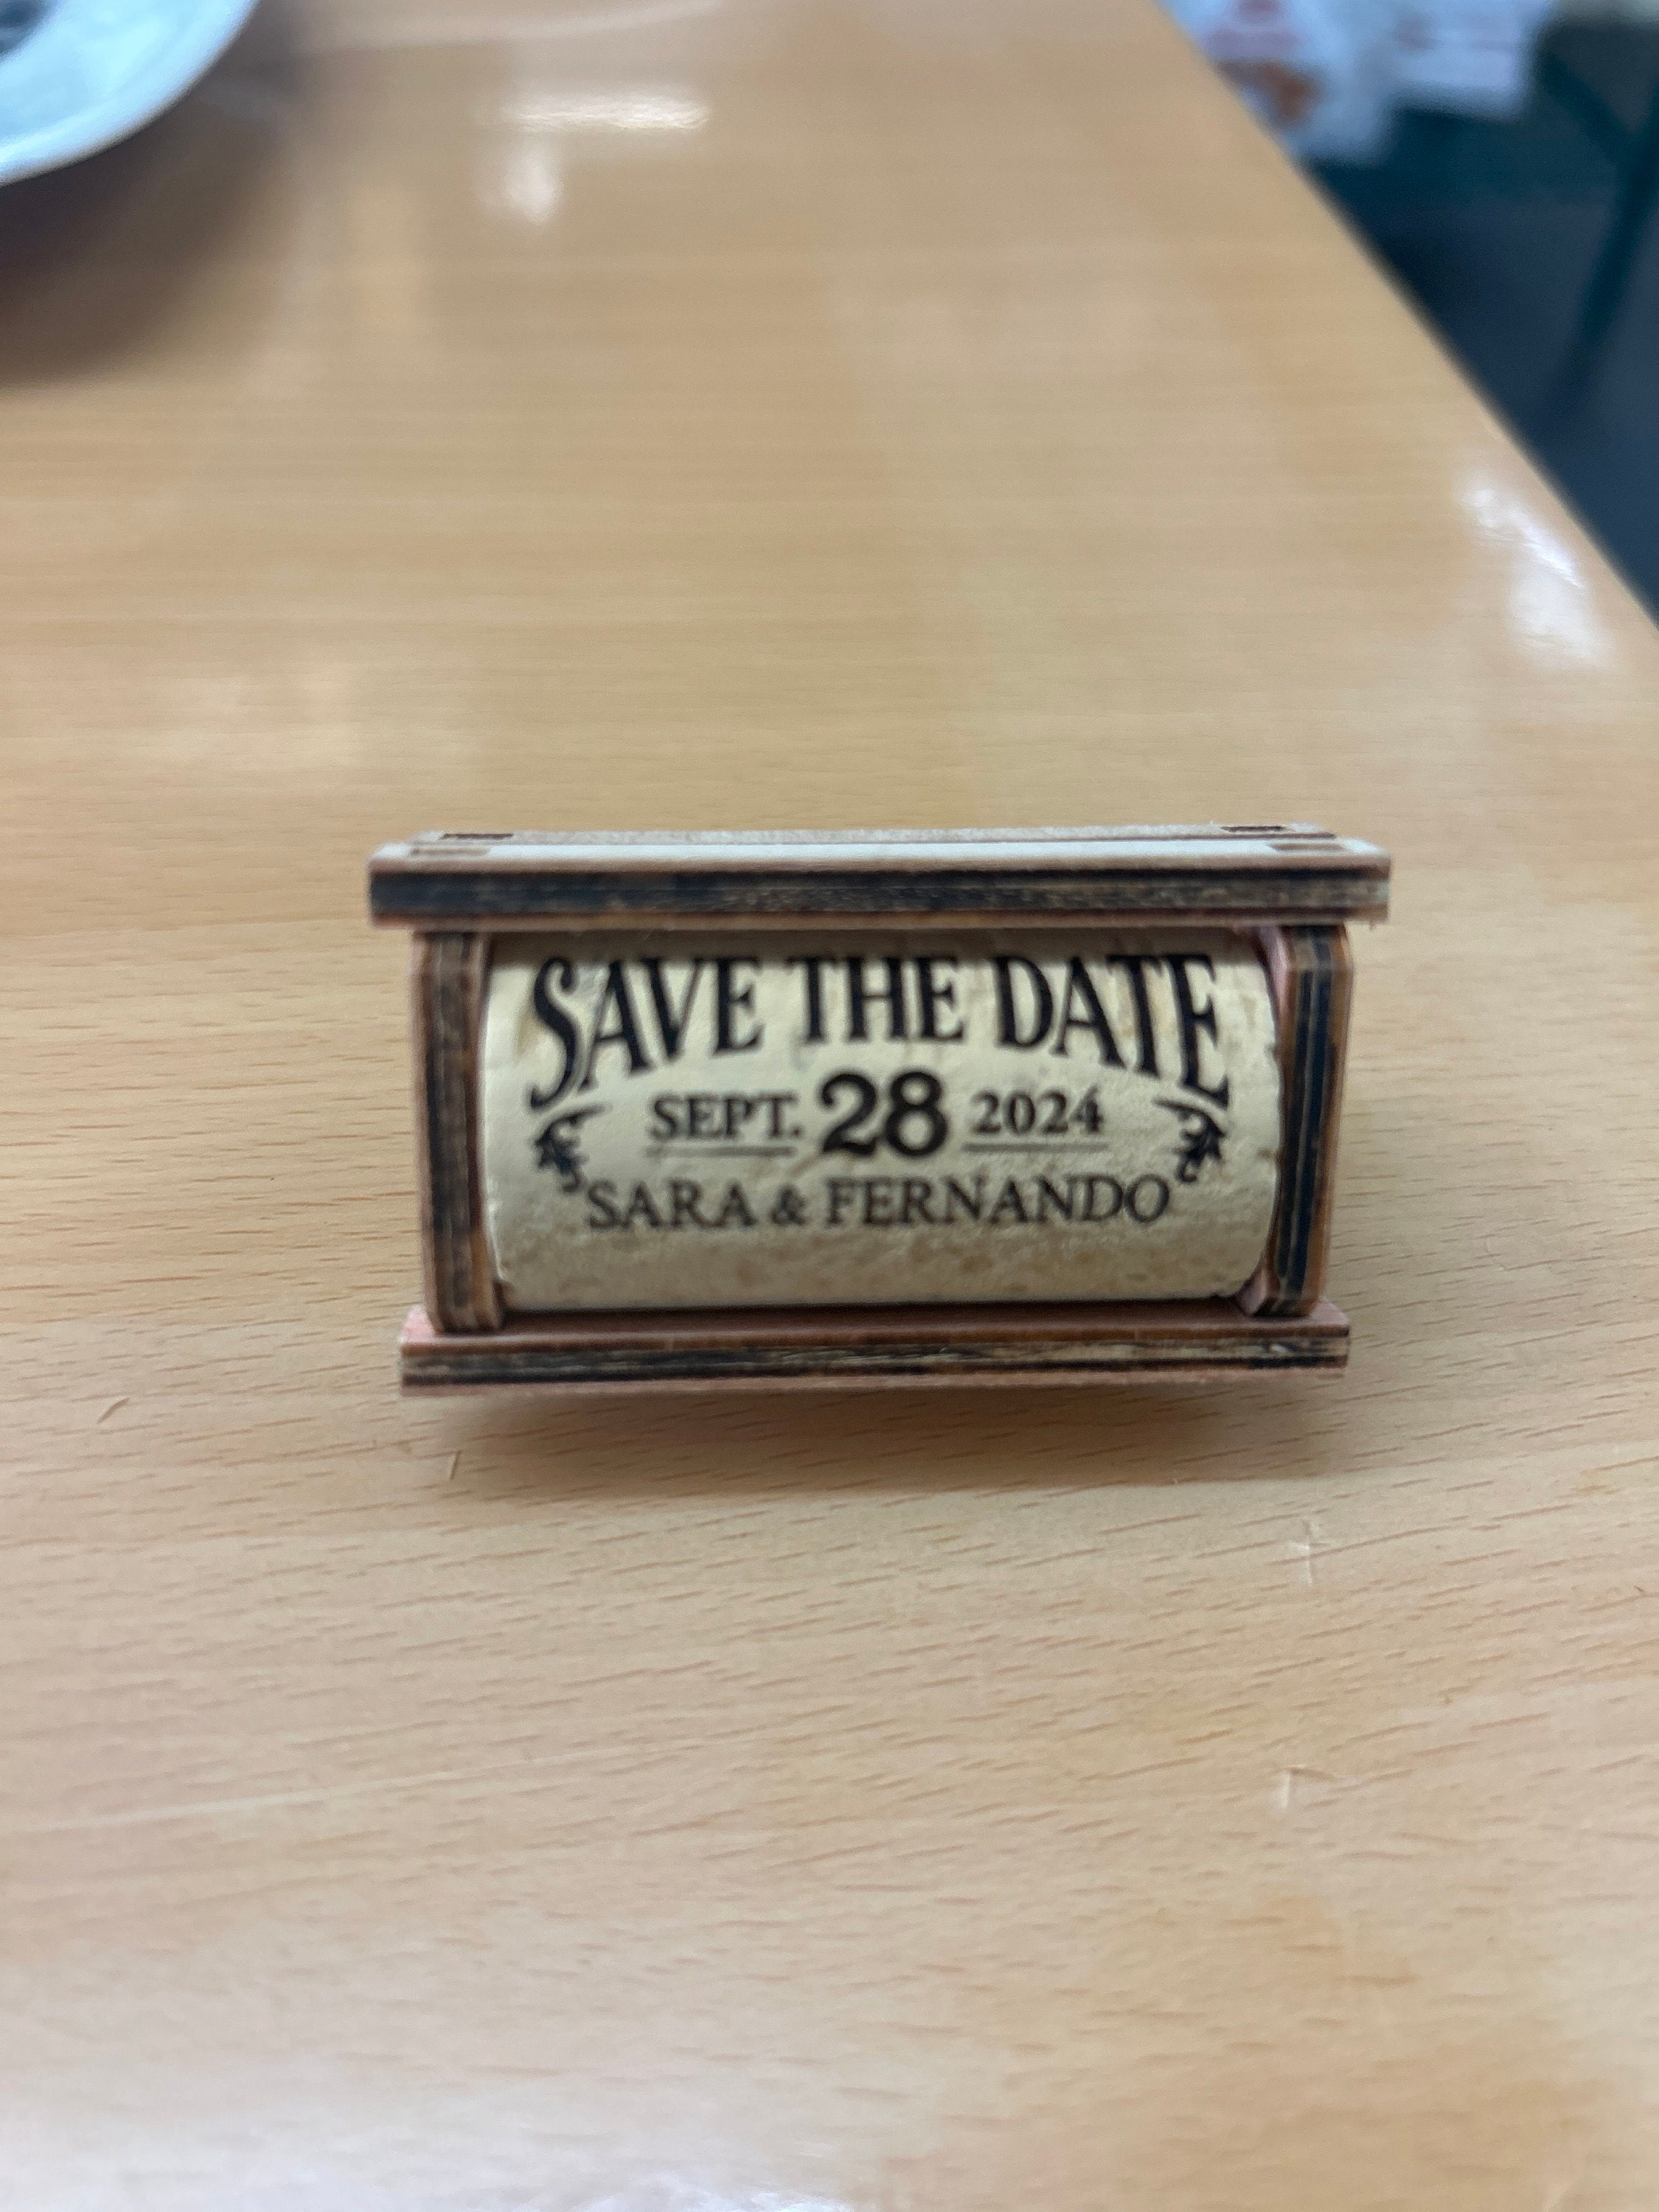 SAVE THE DATE
SEPT. 28 2024
SARA & FERNANDO